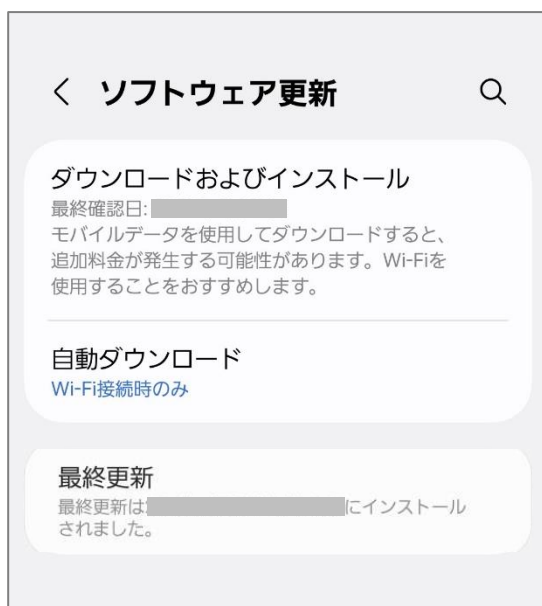 ソフトウェア更新
ダウンロードおよびインストール
最終確認日:
モバイルデータを使用してダウンロードすると、
追加料金が発生する可能性があります。Wi-Fiを
使用することをおすすめします。
自動ダウンロード
Wi-Fi接続時のみ
最終更新
最終更新は にインストール
されました。